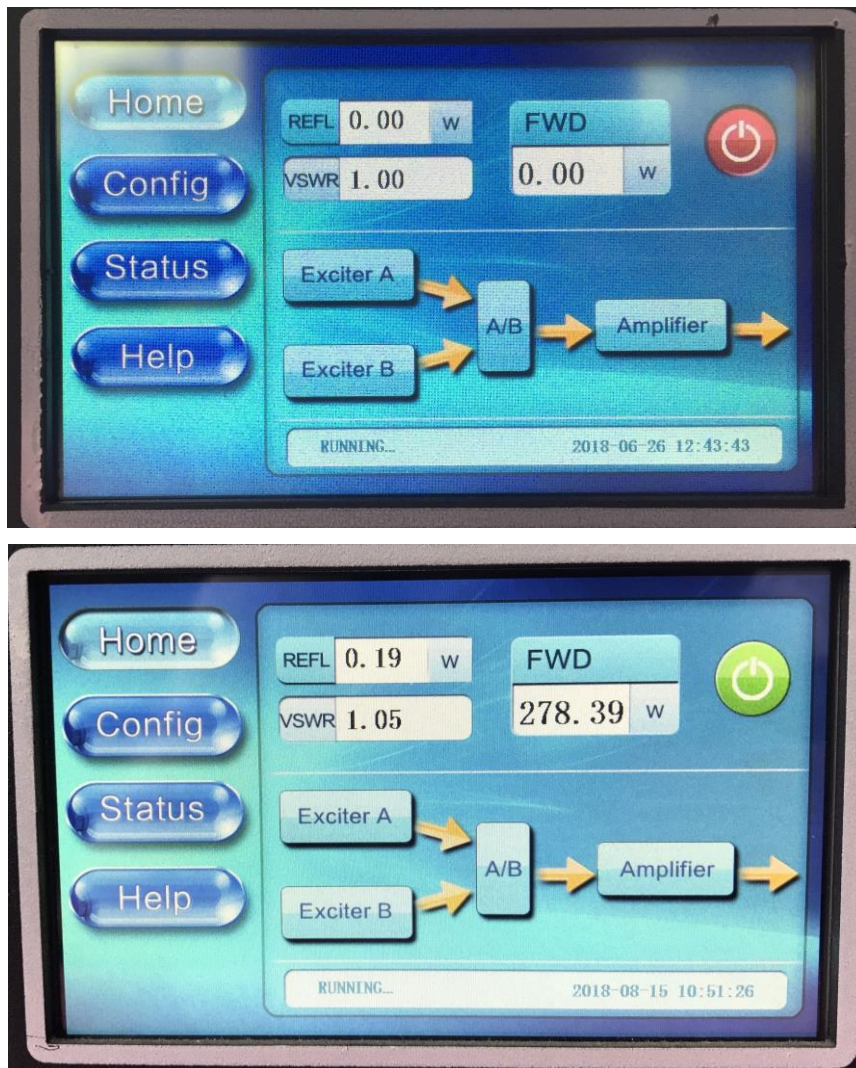 Home
REFL 0.00 W
FWD
Config
VSWR 1.00
0.00 W
Status
Exciter A
A/B
Amplifier
Help
Exciter B
RUNNING... 2018-06-26 12:43:43
Home
REFL 0.19 W
FWD
Config
VSWR 1.05
278.39 W
Status
Exciter A
A/B
Amplifier
Help
Exciter B
RUNNING... 2018-08-15 10:51:26